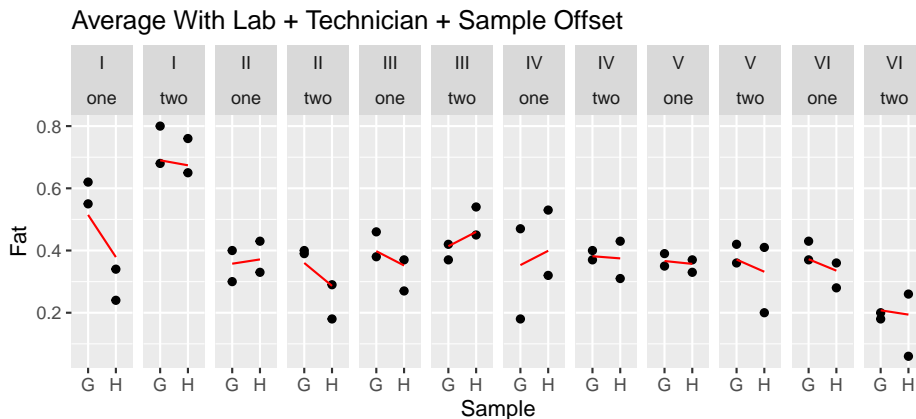 Average With Lab + Technician + Sample Offset
I I II II III III IV IV V V VI VI
one two one two one two one two one two one two
0.8
0.6
0.4
0.2
Fat
G H G H G H G H G H G H G H G H G H G H G H G H
Sample